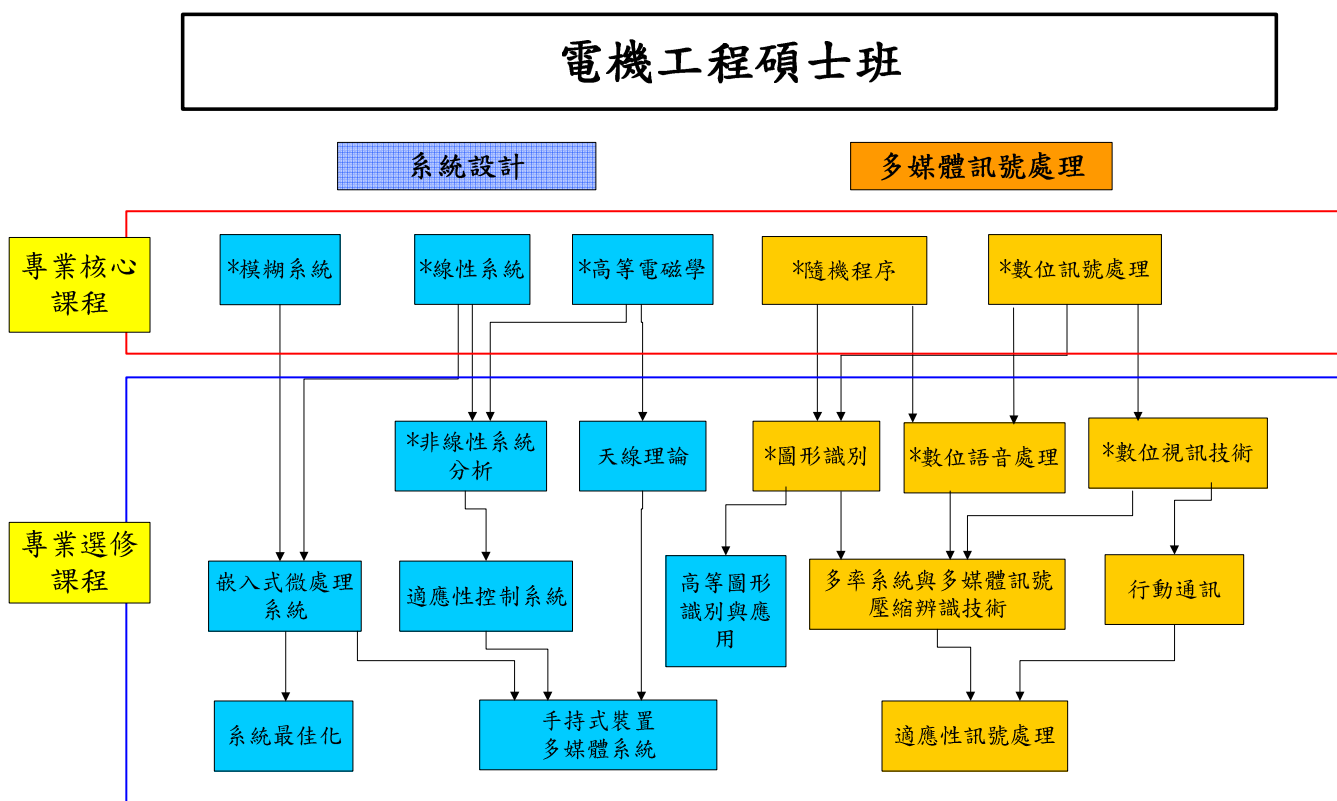 電機工程碩士班
系統設計
多媒體訊號處理
專業核心
課程
*模糊系統
*線性系統
*高等電磁學
*隨機程序
*數位訊號處理
*非線性系統
分析
天線理論
*圖形識別
*數位語音處理
*數位視訊技術
專業選修
課程
嵌入式微處理
系統
適應性控制系統
高等圖形
識別與應
用
多率系統與多媒體訊號
壓縮辨識技術
行動通訊
系統最佳化
手持式裝置
多媒體系統
適應性訊號處理